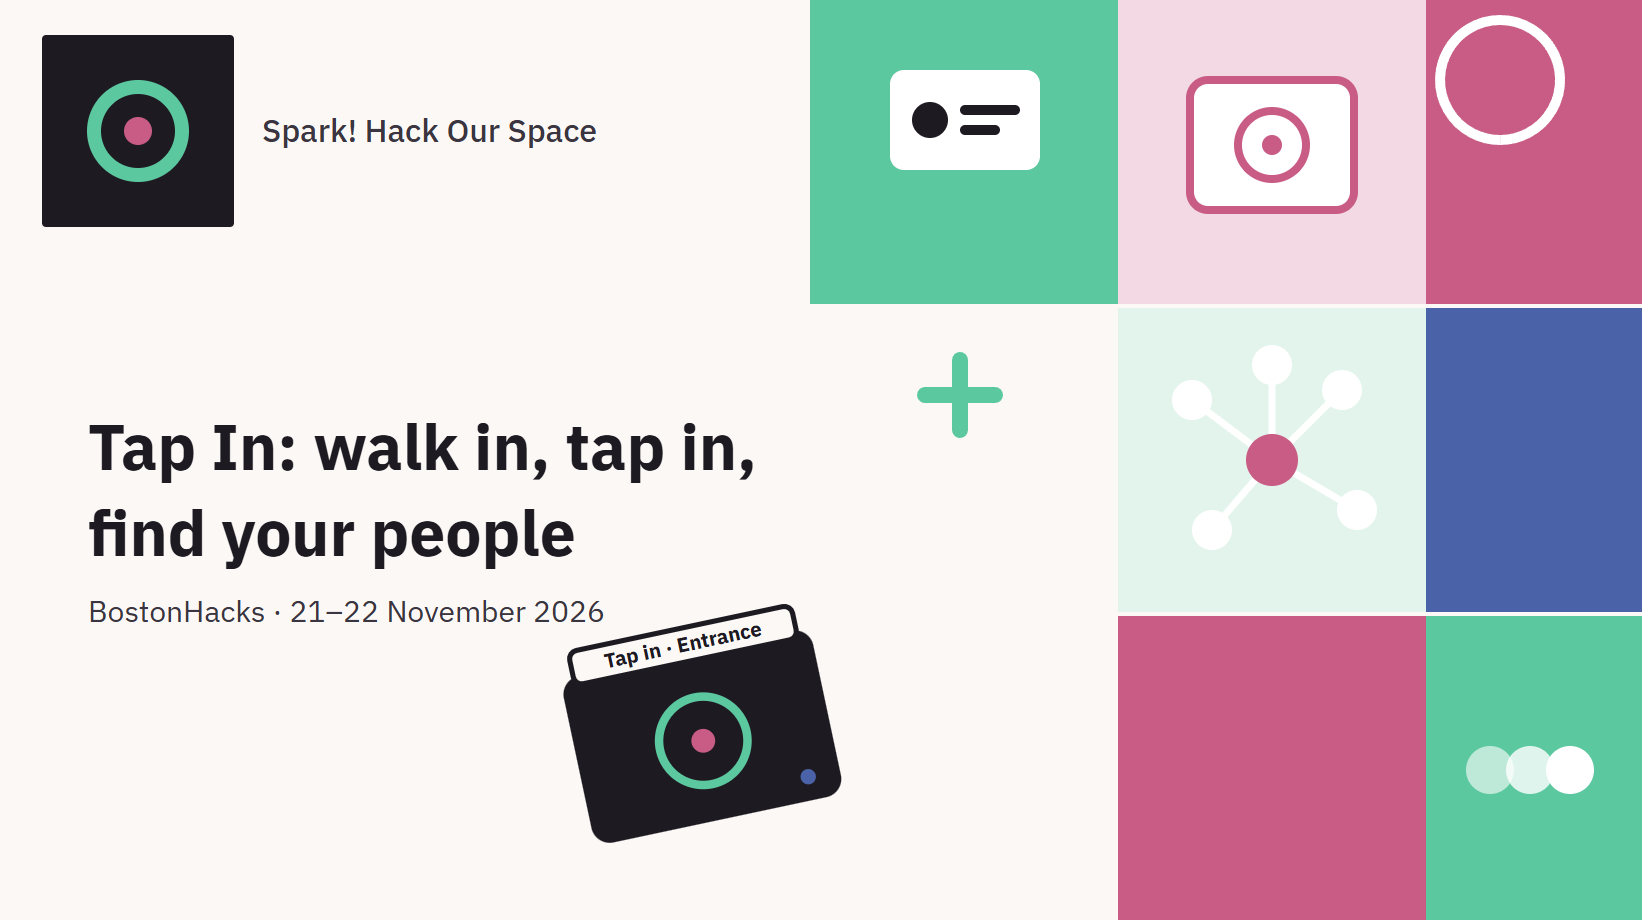 Spark! Hack Our Space
Tap In: walk in, tap in,
find your people
BostonHacks · 21–22 November 2026
Tap in · Entrance